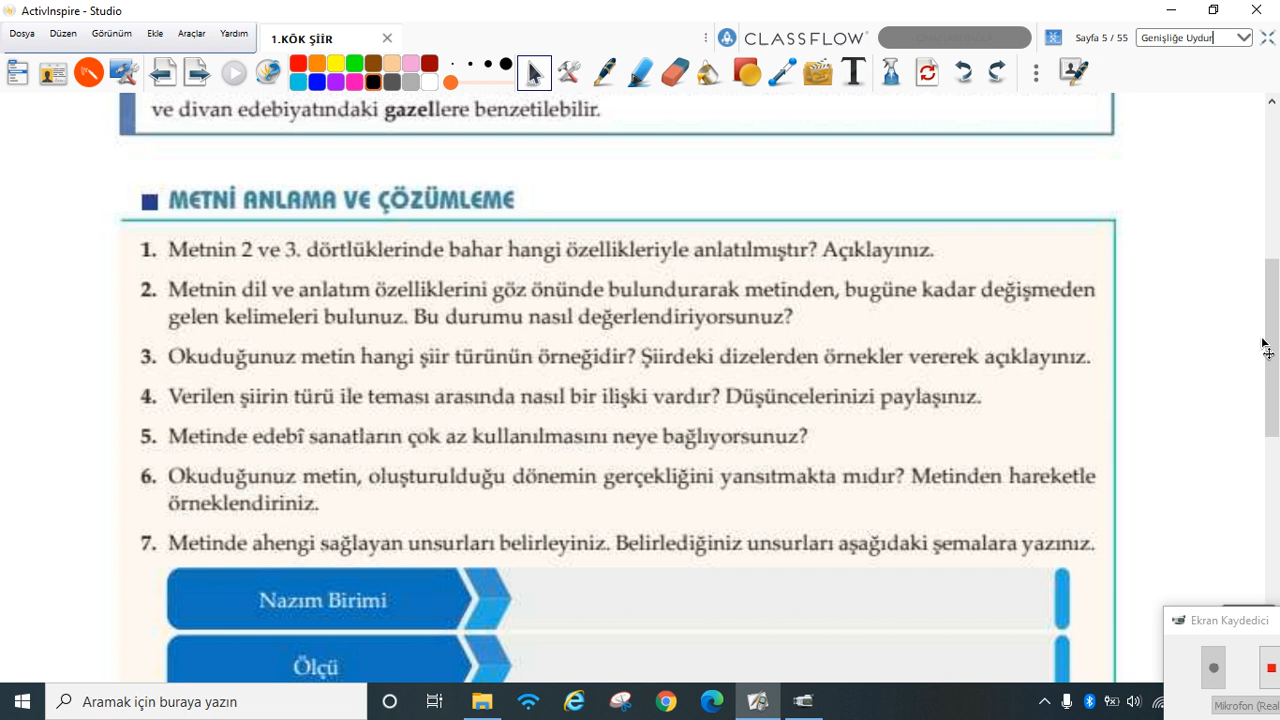 ActivInspire - Studio
Dosya Düzen Görünüm Ekle Araçlar Yardım
1.KÖK ŞİİR
CLASSFLOW
Sayfa 5 / 55
Genişliğe Uydur
ve divan edebiyatındaki gazellere benzetilebilir.
METNİ ANLAMA VE ÇÖZÜMLEME
1. Metnin 2 ve 3. dörtlüklerinde bahar hangi özellikleriyle anlatılmıştır? Açıklayınız.
2. Metnin dil ve anlatım özelliklerini göz önünde bulundurarak metinden, bugüne kadar değişmeden
gelen kelimeleri bulunuz. Bu durumu nasıl değerlendiriyorsunuz?
3. Okuduğunuz metin hangi şiir türünün örneğidir? Şiirdeki dizelerden örnekler vererek açıklayınız.
4. Verilen şiirin türü ile teması arasında nasıl bir ilişki vardır? Düşüncelerinizi paylaşınız.
5. Metinde edebî sanatların çok az kullanılmasını neye bağlıyorsunuz?
6. Okuduğunuz metin, oluşturulduğu dönemin gerçekliğini yansıtmakta mıdır? Metinden hareketle
örneklendiriniz.
7. Metinde ahengi sağlayan unsurları belirleyiniz. Belirlediğiniz unsurları aşağıdaki şemalara yazınız.
Nazım Birimi
Ölçü
Ekran Kaydedici
Mikrofon (Real
Aramak için buraya yazın